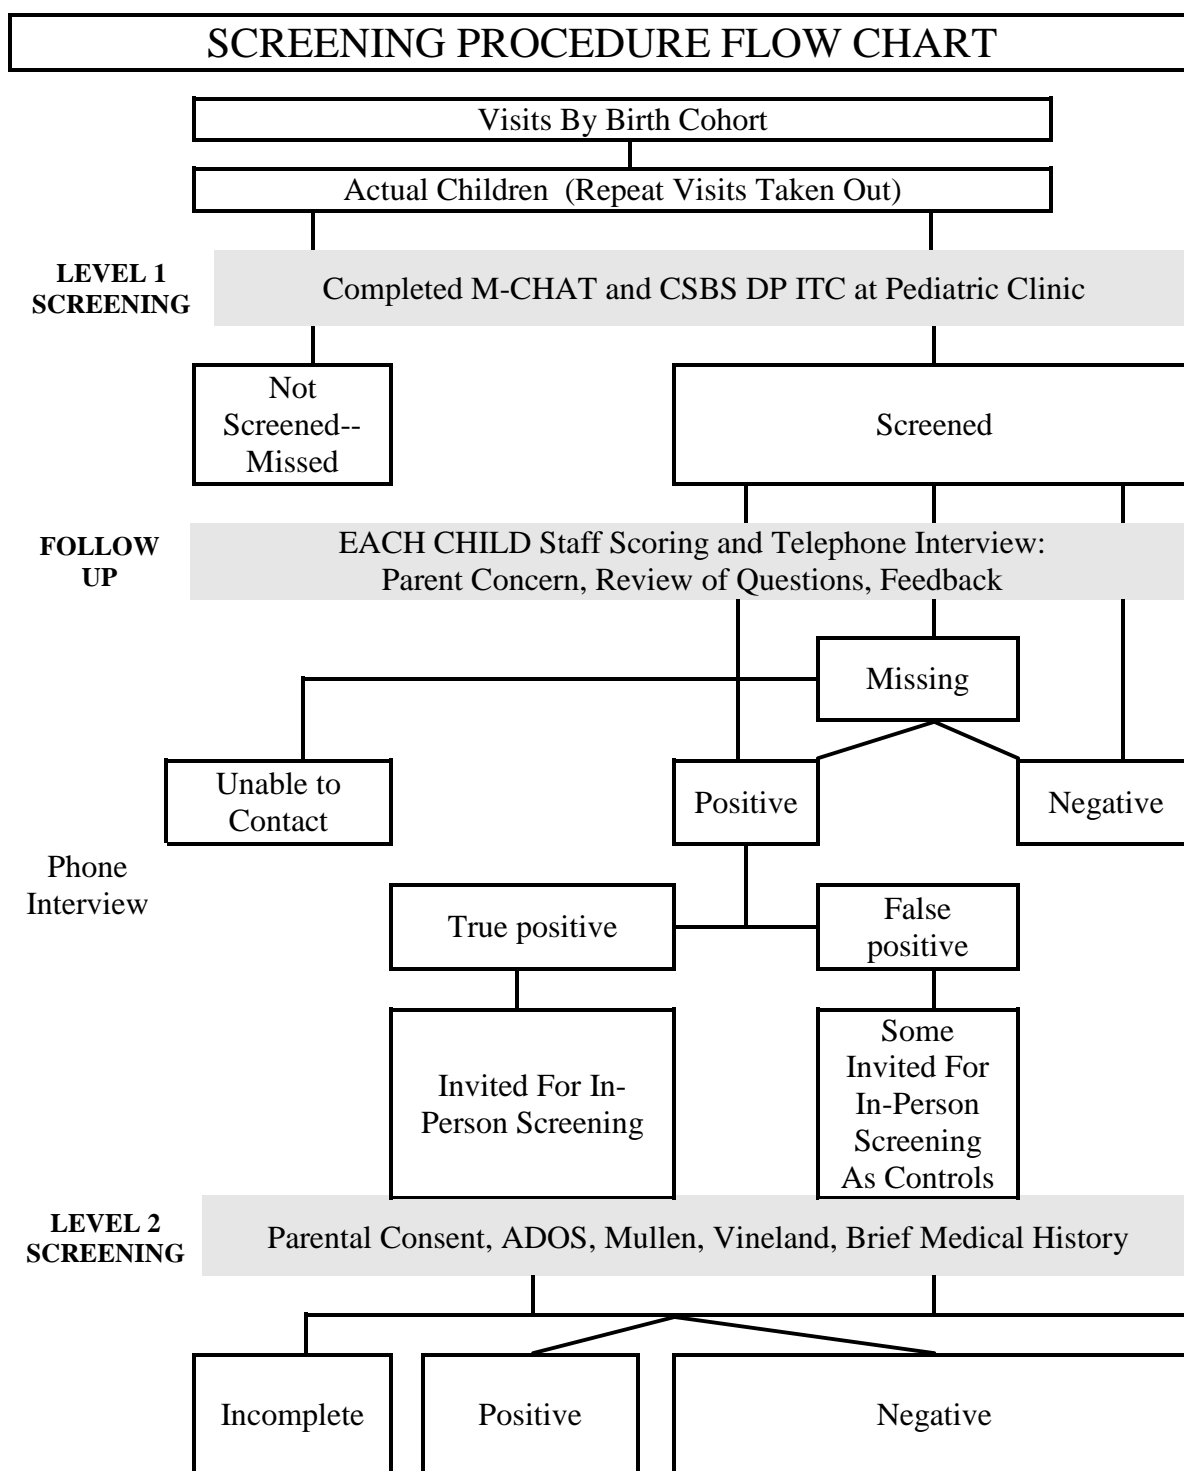 SCREENING PROCEDURE FLOW CHART
Visits By Birth Cohort
Actual Children  (Repeat Visits Taken Out)
LEVEL 1
SCREENING
Completed M-CHAT and CSBS DP ITC at Pediatric Clinic
Not
Screened--
Missed
Screened
FOLLOW
UP
EACH CHILD Staff Scoring and Telephone Interview:
Parent Concern, Review of Questions, Feedback
Missing
Unable to
Contact
Positive
Negative
Phone
Interview
True positive
False
positive
Invited For In-
Person Screening
Some
Invited For
In-Person
Screening
As Controls
LEVEL 2
SCREENING
Parental Consent, ADOS, Mullen, Vineland, Brief Medical History
Incomplete
Positive
Negative